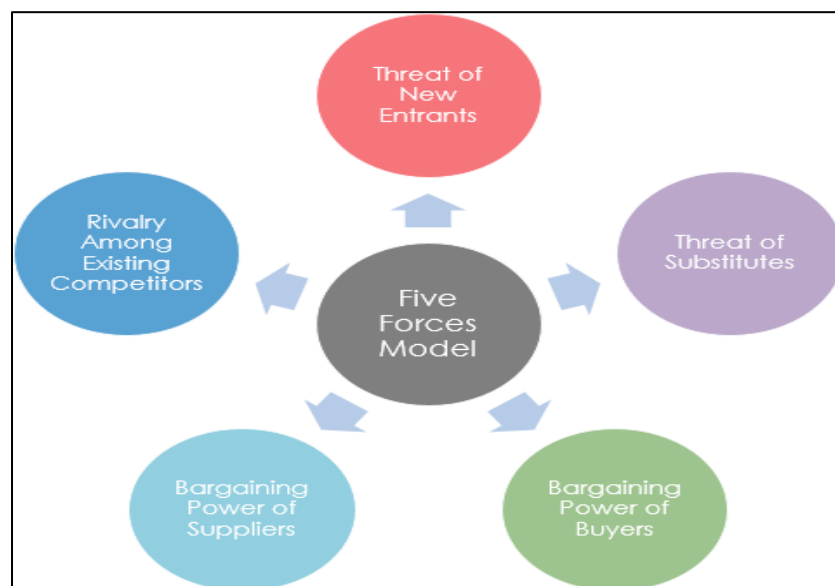 Threat of
New
Entrants
Rivalry
Among
Existing
Competitors
Threat of
Substitutes
Five
Forces
Model
Bargaining
Power of
Suppliers
Bargaining
Power of
Buyers